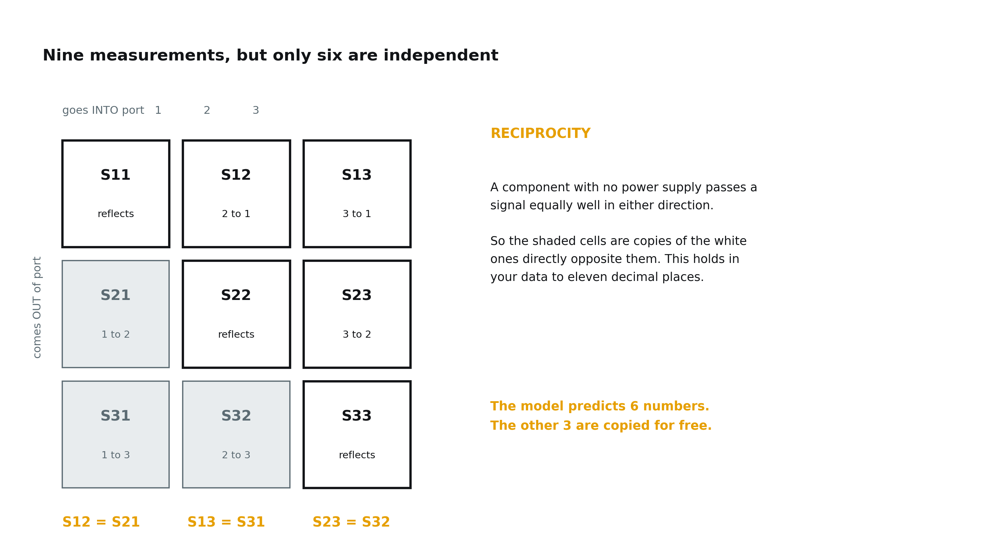 Nine measurements, but only six are independent
goes INTO port 1 2 3
comes OUT of port
S11
reflects
S12
2 to 1
S13
3 to 1
S21
1 to 2
S22
reflects
S23
3 to 2
S31
1 to 3
S32
2 to 3
S33
reflects
S12 = S21
S13 = S31
S23 = S32
RECIPROCITY
A component with no power supply passes a
signal equally well in either direction.
So the shaded cells are copies of the white
ones directly opposite them. This holds in
your data to eleven decimal places.
The model predicts 6 numbers.
The other 3 are copied for free.